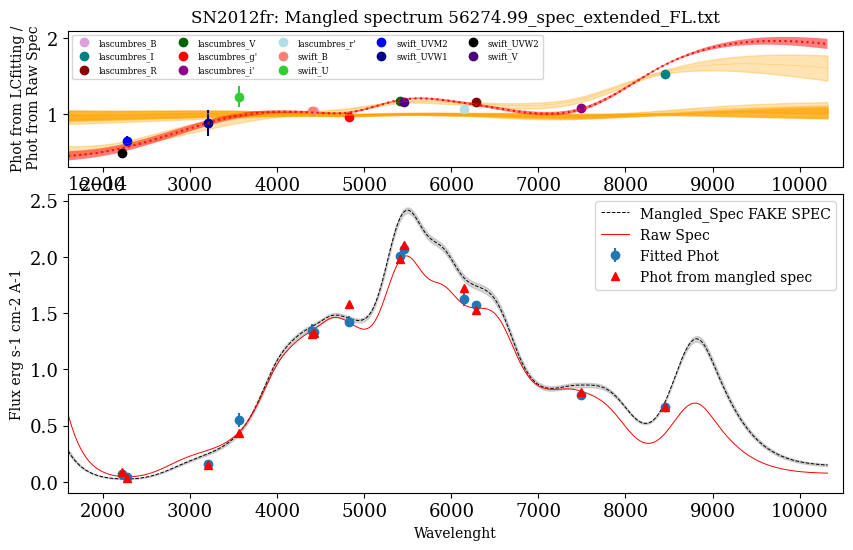 SN2012fr: Mangled spectrum 56274.99_spec_extended_FL.txt
Phot from LCfitting /
Phot from Raw Spec
2
1
lascumbres_B
lascumbres_I
lascumbres_R
lascumbres_V
lascumbres_g'
lascumbres_i'
lascumbres_r'
swift_B
swift_U
swift_UVM2
swift_UVW1
swift_UVW2
swift_V
2000 3000 4000 5000 6000 7000 8000 9000 10000
Flux erg s-1 cm-2 A-1
2.5
2.0
1.5
1.0
0.5
0.0
Mangled_Spec FAKE SPEC
Raw Spec
Fitted Phot
Phot from mangled spec
2000 3000 4000 5000 6000 7000 8000 9000 10000
Wavelenght